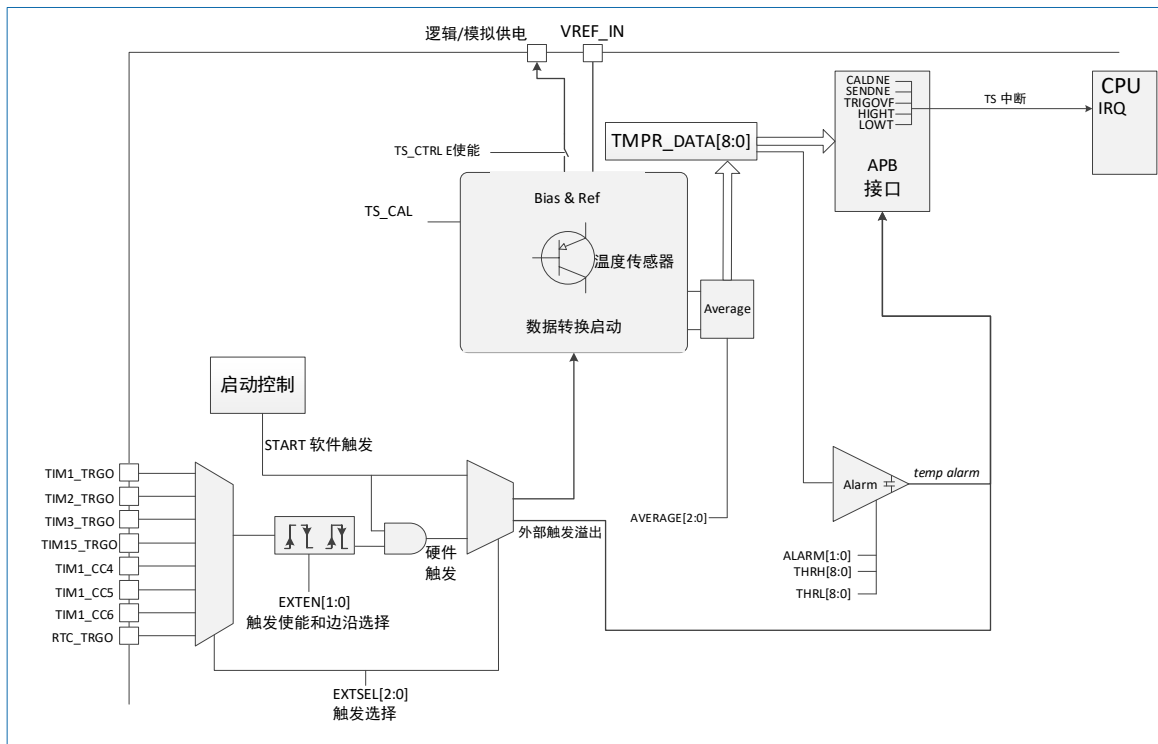 逻辑/模拟供电
VREF_IN
CALDNE
SENDNE
TRIGOVF
HIGHT
LOWT
APB
接口
TS 中断
CPU
IRQ
TMPR_DATA[8:0]
TS_CTRL E使能
TS_CAL
Bias & Ref
温度传感器
数据转换启动
Average
启动控制
START 软件触发
TIM1_TRGO
TIM2_TRGO
TIM3_TRGO
TIM15_TRGO
TIM1_CC4
TIM1_CC5
TIM1_CC6
RTC_TRGO
硬件
触发
外部触发溢出
EXTEN[1:0]
触发使能和边沿选择
EXTSEL[2:0]
触发选择
AVERAGE[2:0]
Alarm
temp alarm
ALARM[1:0]
THRH[8:0]
THRL[8:0]